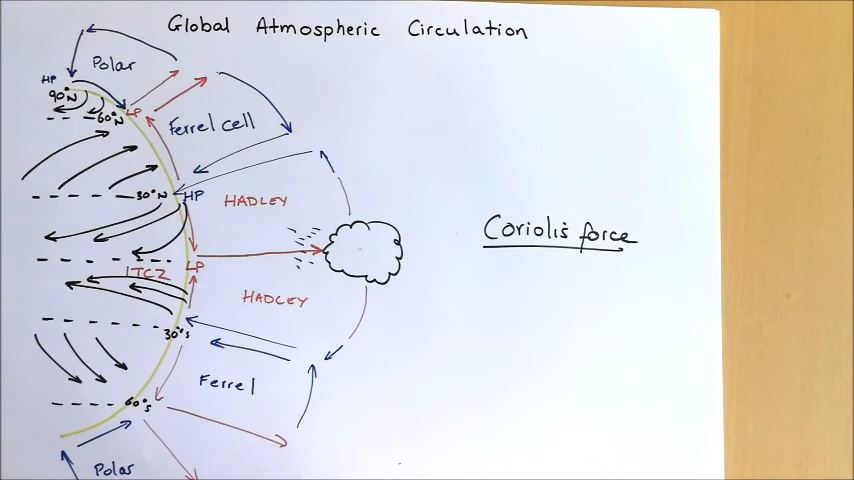 Global Atmospheric Circulation
Polar
HP
90°N
60°N
LP
Ferrel cell
30°N
HP
HADLEY
Coriolis force
ITCZ
LP
HADLEY
30°s
Ferrel
60°s
Polar